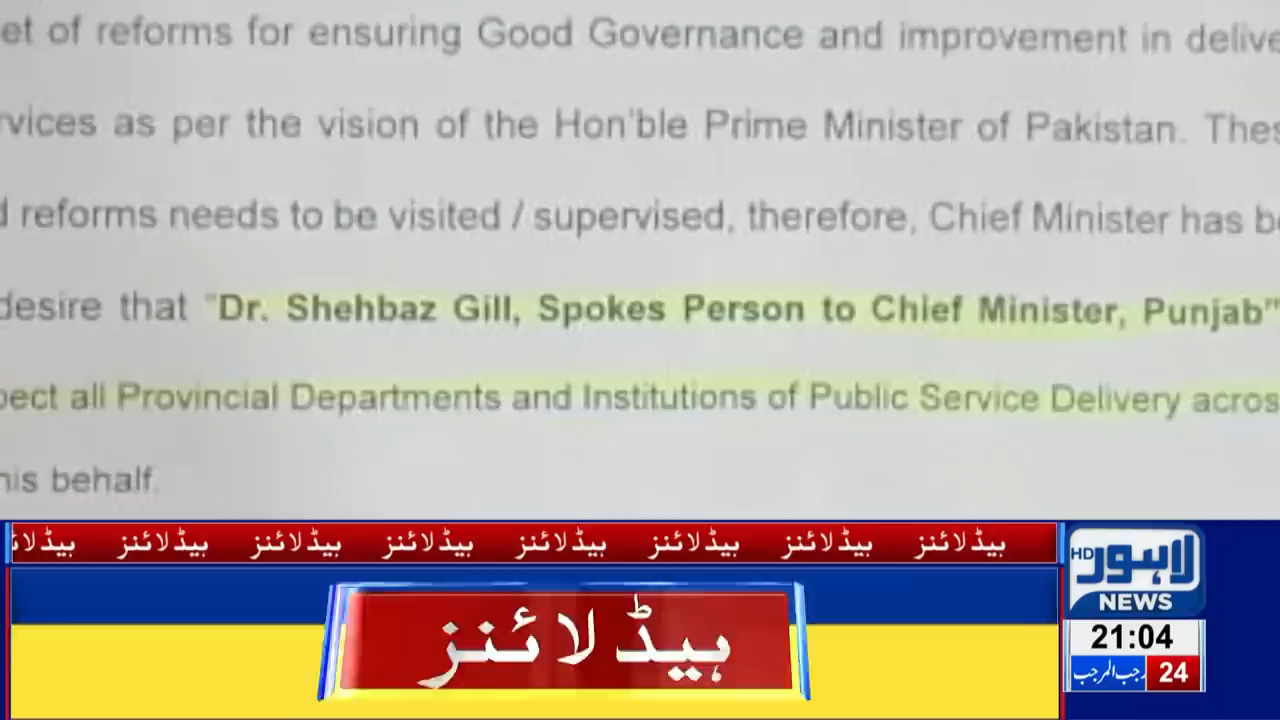 et of reforms for ensuring Good Governance and improvement in delive
rvices as per the vision of the Hon'ble Prime Minister of Pakistan. Thes
d reforms needs to be visited / supervised, therefore, Chief Minister has be
desire that "Dr. Shehbaz Gill, Spokes Person to Chief Minister, Punjab"
pect all Provincial Departments and Institutions of Public Service Delivery acros
his behalf.
ہیڈلائنز ہیڈلائنز ہیڈلائنز ہیڈلائنز ہیڈلائنز ہیڈلائنز ہیڈلائنز ہیڈلائنز
ہیڈلائنز
لاہور HD
NEWS
21:04
24 رجب المرجب